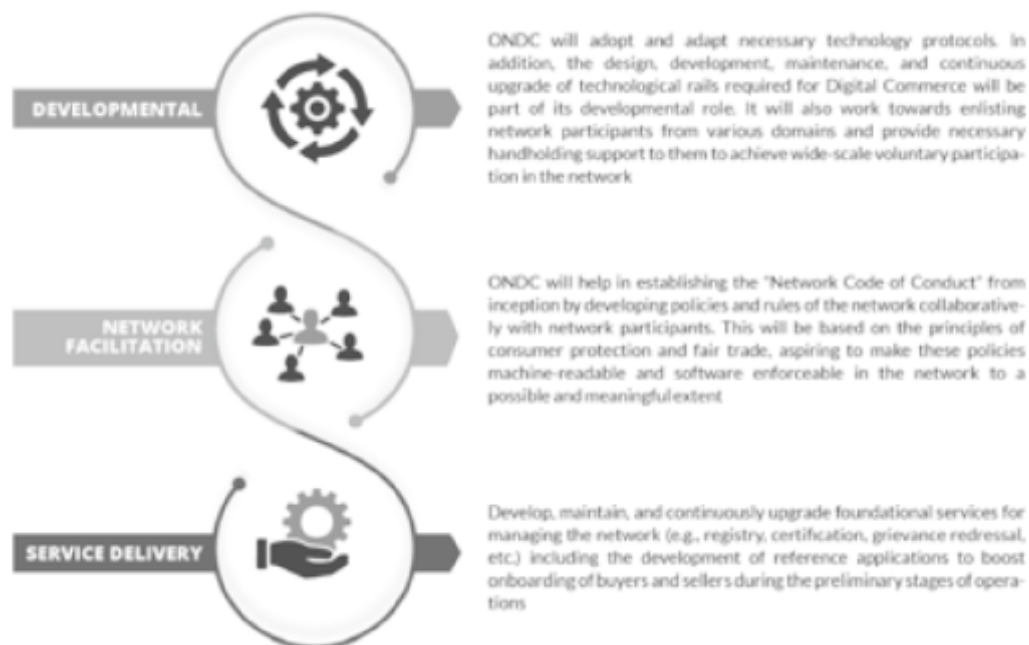 DEVELOPMENTAL
ONDC will adopt and adapt necessary technology protocols. In
addition, the design, development, maintenance, and continuous
upgrade of technological rails required for Digital Commerce will be
part of its developmental role. It will also work towards enlisting
network participants from various domains and provide necessary
handholding support to them to achieve wide-scale voluntary participa-
tion in the network
NETWORK
FACILITATION
ONDC will help in establishing the "Network Code of Conduct" from
inception by developing policies and rules of the network collaborative-
ly with network participants. This will be based on the principles of
consumer protection and fair trade, aspiring to make these policies
machine-readable and software enforceable in the network to a
possible and meaningful extent
SERVICE DELIVERY
Develop, maintain, and continuously upgrade foundational services for
managing the network (e.g., registry, certification, grievance redressal,
etc.) including the development of reference applications to boost
onboarding of buyers and sellers during the preliminary stages of opera-
tions